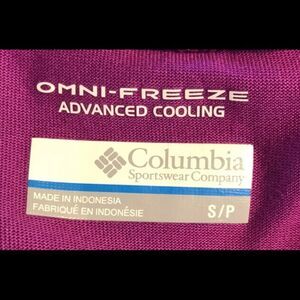 OMNI-FREEZE
ADVANCED COOLING
Columbia
Sportswear Company
MADE IN INDONESIA
FABRIQUÉ EN INDONÉSIE
S/P